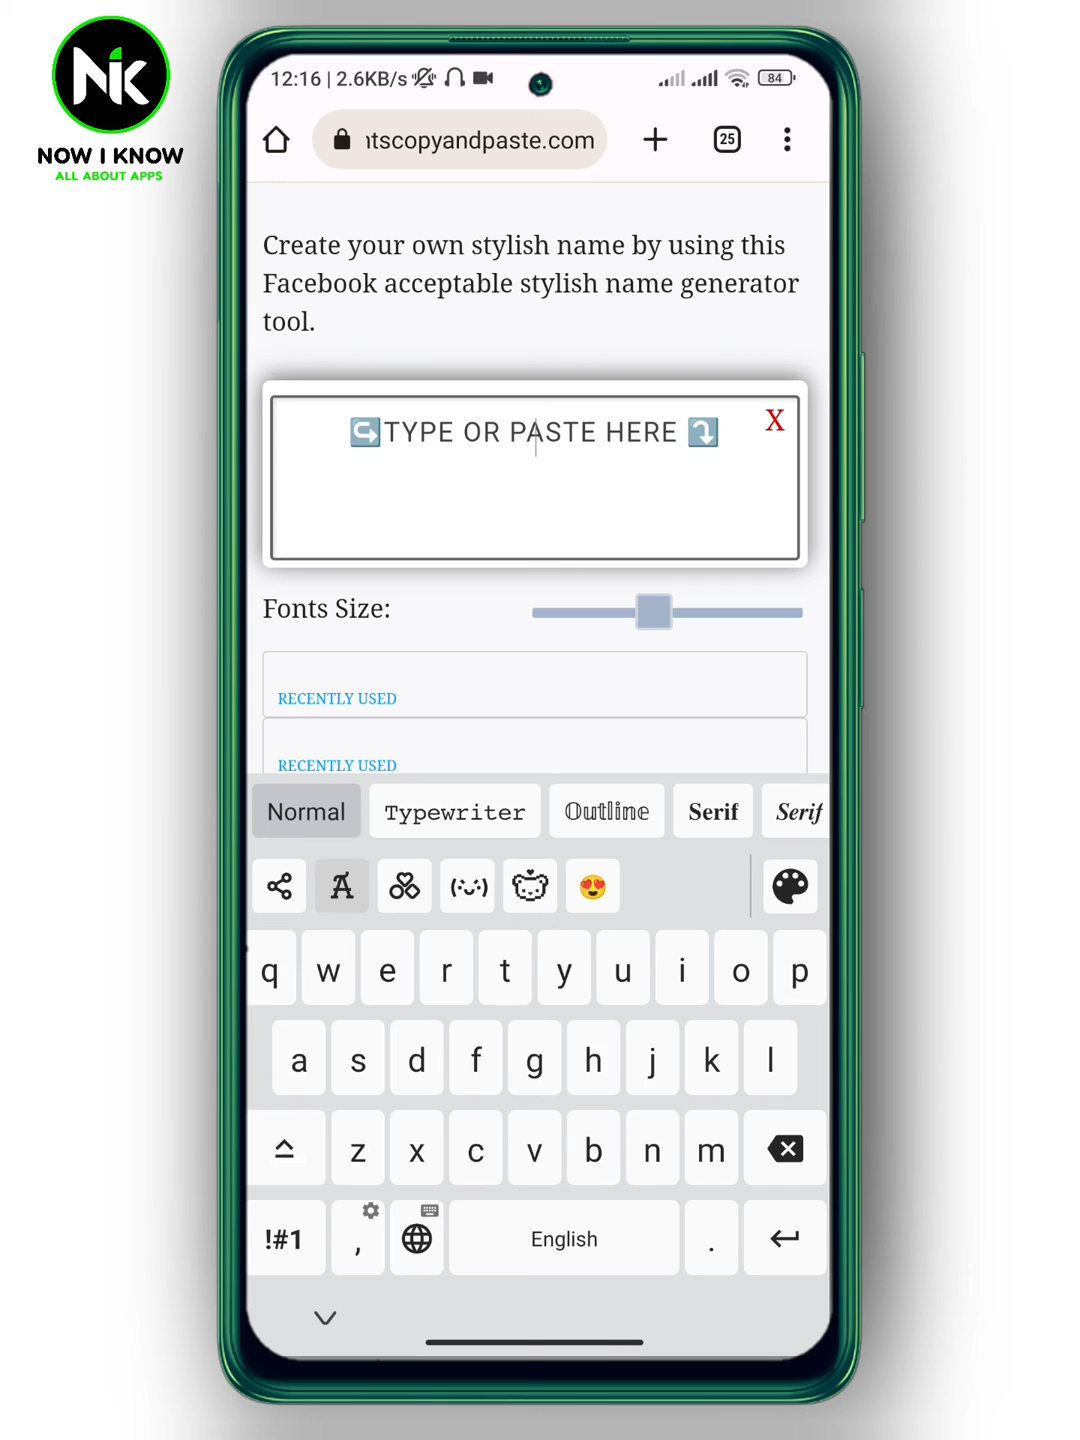 NiK
NOW I KNOW
ALL ABOUT APPS
12:16 | 2.6KB/s
84
ntscopyandpaste.com
25
Create your own stylish name by using this
Facebook acceptable stylish name generator
tool.
X
↪️TYPE OR PASTE HERE ⤵️
Fonts Size:
RECENTLY USED
RECENTLY USED
Normal Typewriter Outline Serif Serif
q w e r t y u i o p
a s d f g h j k l
z x c v b n m
!#1 , English .